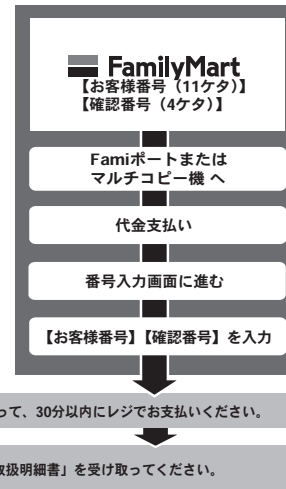 FamilyMart
【お客様番号（11ケタ）】
【確認番号（4ケタ）】
Famiポートまたは
マルチコピー機 へ
代金支払い
番号入力画面に進む
【お客様番号】【確認番号】を入力
って、30分以内にレジでお支払いください。
取扱明細書」を受け取ってください。